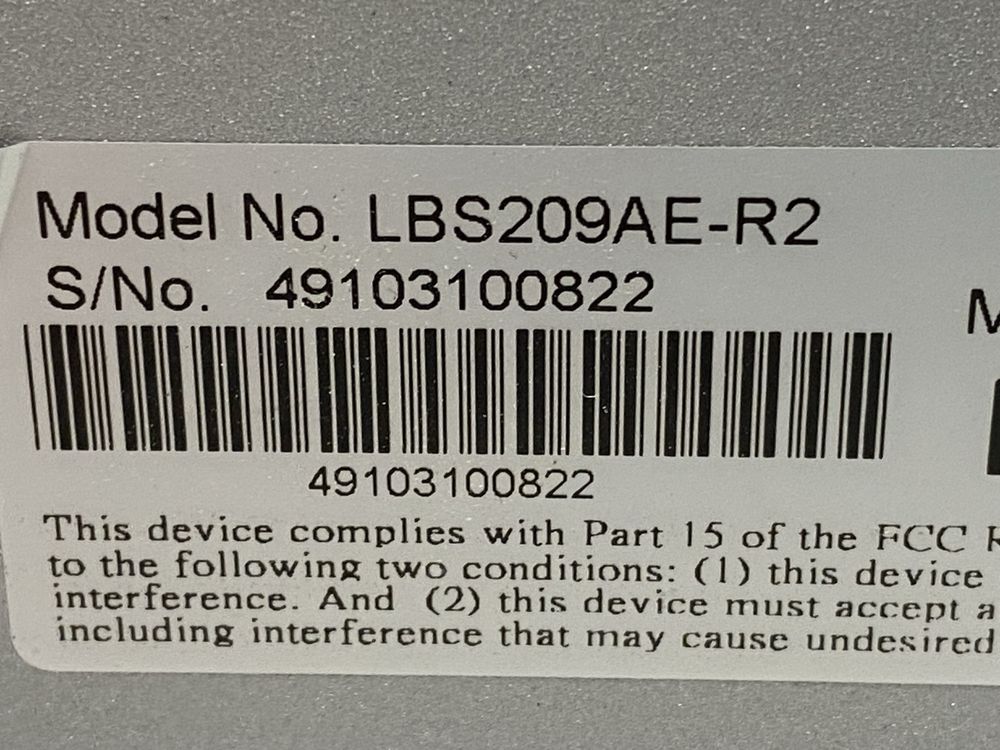 Model No. LBS209AE-R2
S/No. 49103100822
49103100822
This device complies with Part 15 of the FCC
to the following two conditions: (1) this device
interference. And (2) this device must accept a
including interference that may cause undesired